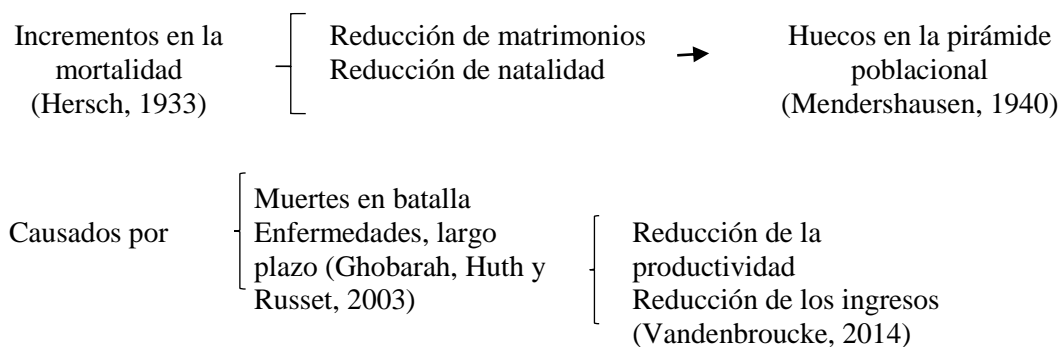 Incrementos en la
mortalidad
(Hersch, 1933)
Reducción de matrimonios
Reducción de natalidad
Huecos en la pirámide
poblacional
(Mendershausen, 1940)
Causados por
Muertes en batalla
Enfermedades, largo
plazo (Ghobarah, Huth y
Russet, 2003)
Reducción de la
productividad
Reducción de los ingresos
(Vandenbroucke, 2014)